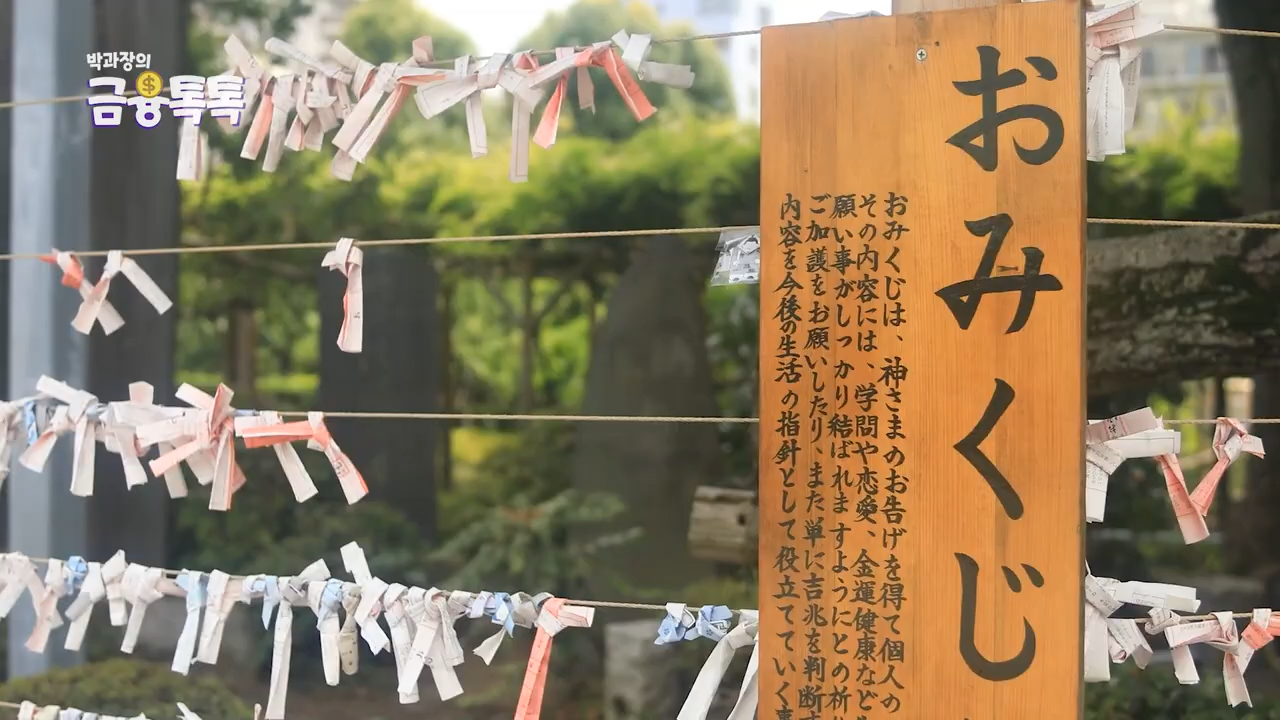 박과장의
금융톡톡
おみくじ
おみくじは、神さまのお告げを得て個人の
その内容には、学問や恋愛、金運健康など
願い事がしっかり結ばれますようにとの祈
ご加護をお願いしたり、また単に吉兆を判断す
内容を今後の生活の指針として役立てていく事